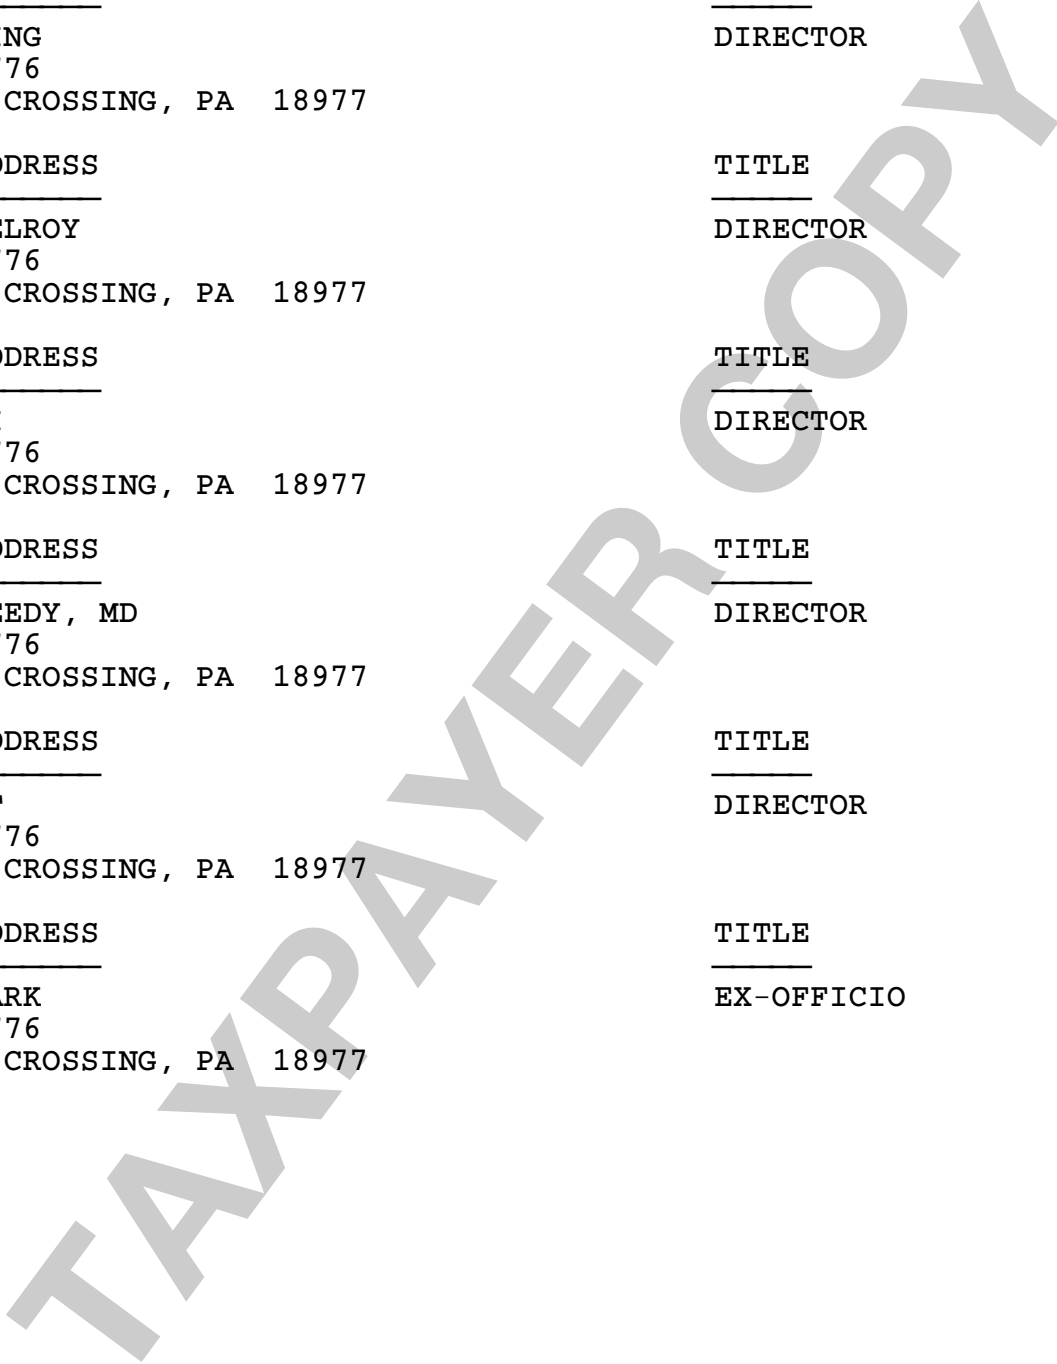 NG DIRECTOR
76
CROSSING, PA 18977
DDRESS TITLE
ELROY DIRECTOR
76
CROSSING, PA 18977
DDRESS TITLE
DIRECTOR
76
CROSSING, PA 18977
DDRESS TITLE
EEDY, MD DIRECTOR
76
CROSSING, PA 18977
DDRESS TITLE
DIRECTOR
76
CROSSING, PA 18977
DDRESS TITLE
ARK EX-OFFICIO
76
CROSSING, PA 18977
TAXPAYER COPY